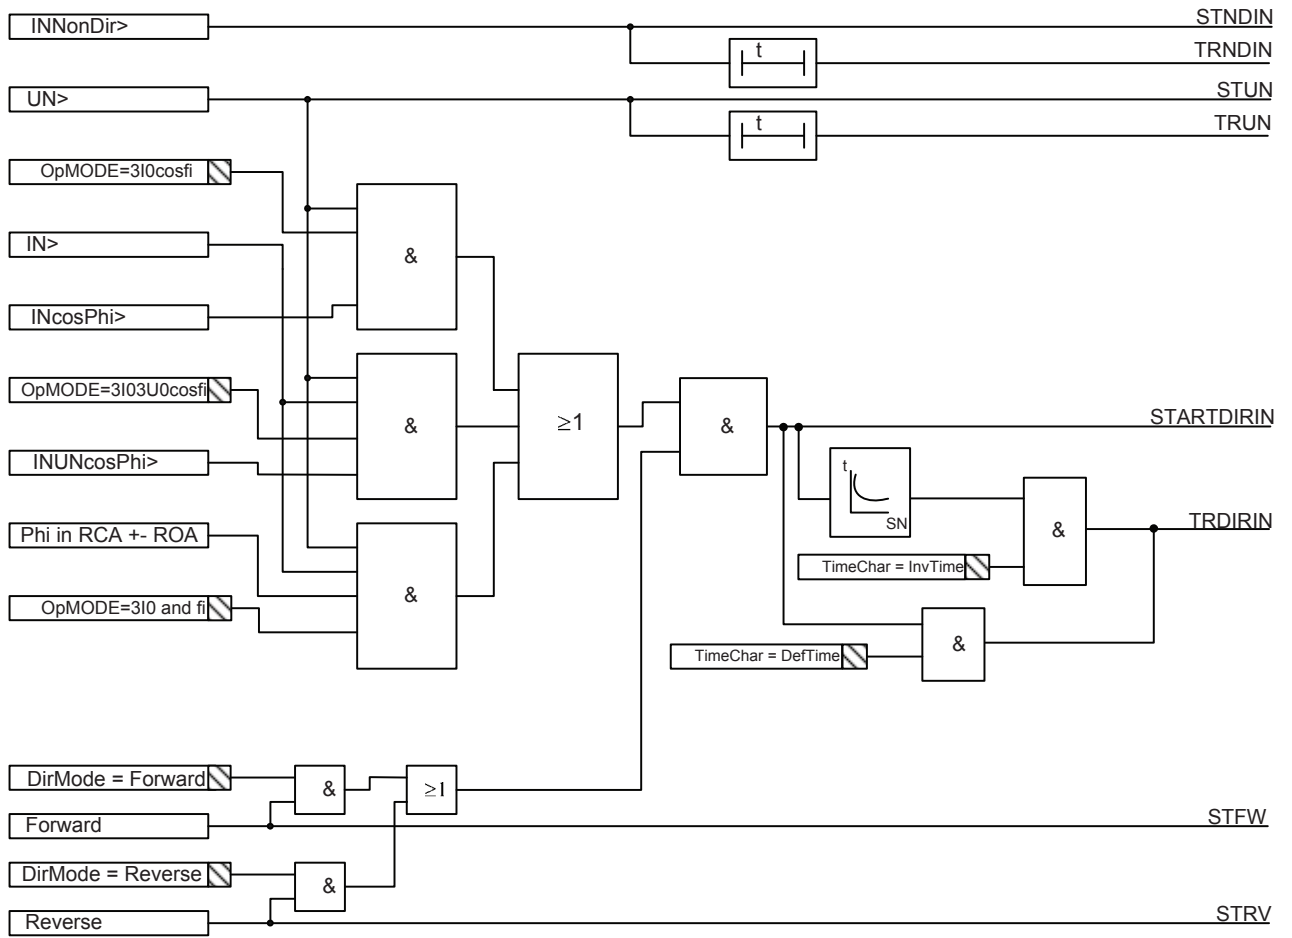 INNonDir>
STNDIN
t
TRNDIN
UN>
STUN
t
TRUN
OpMODE=3I0cosfi
IN>
&
INcosPhi>
OpMODE=3I03U0cosfi
&
≥1
&
STARTDIRIN
INUNcosPhi>
t
SN
Phi in RCA +- ROA
&
TRDIRIN
TimeChar = InvTime
OpMODE=3I0 and fi
&
TimeChar = DefTime
&
DirMode = Forward
&
≥1
Forward
STFW
DirMode = Reverse
&
Reverse
STRV